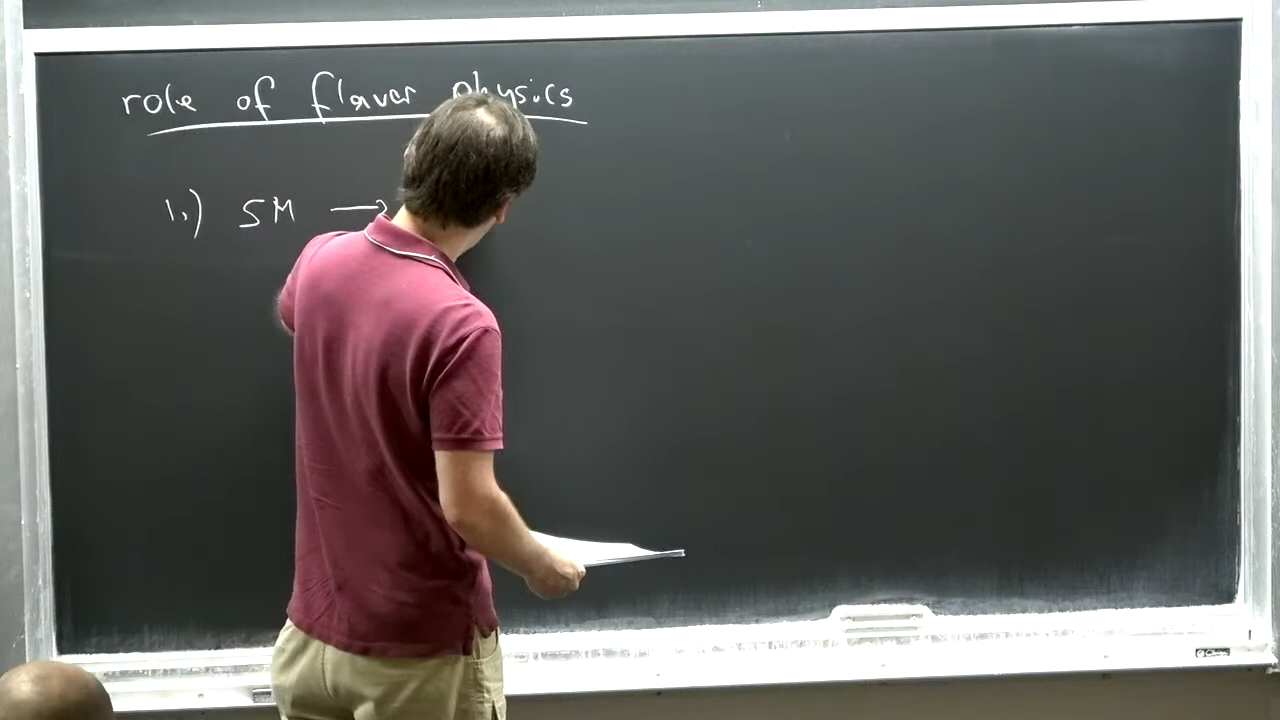 role of flavor physics
1.) SM →